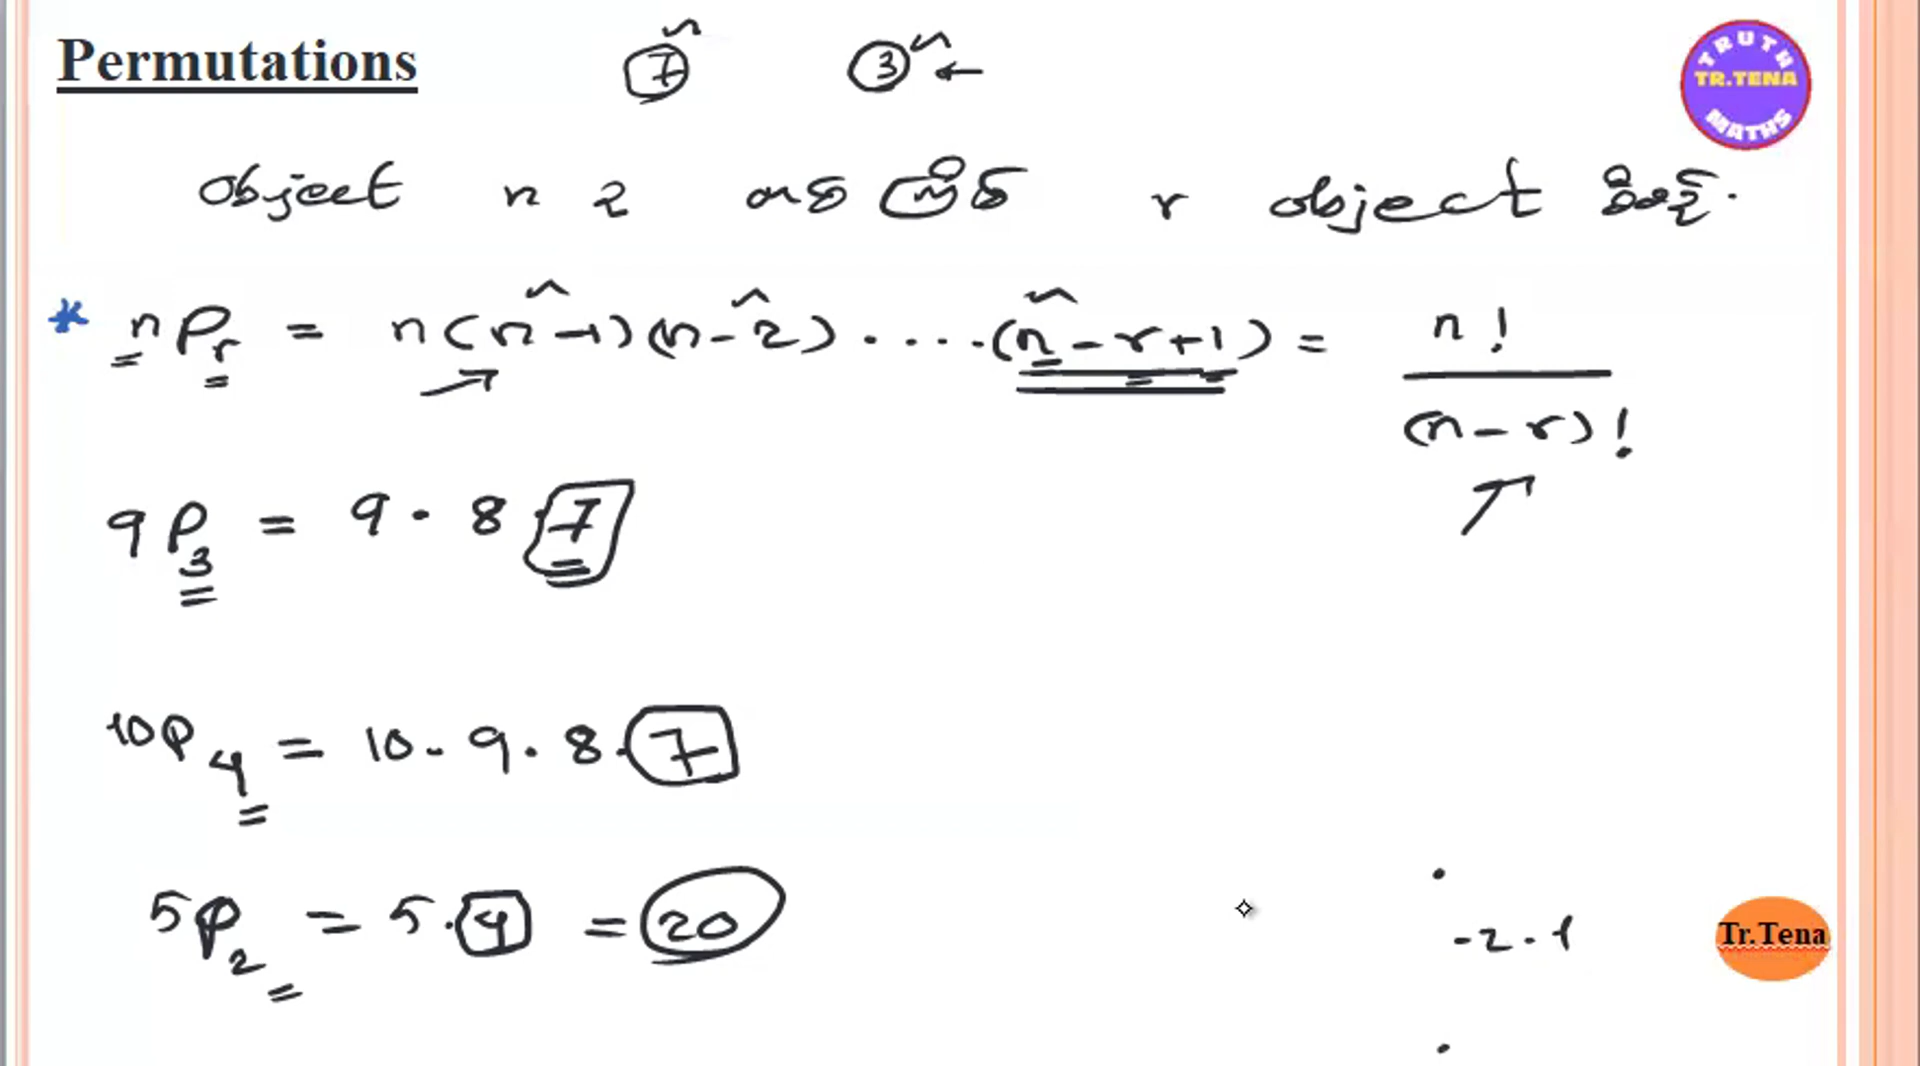 Permutations 7 3 ←
TRUTH
TR.TENA
MATHS
object n r object
* nPr = n(n-1)(n-2).....(n-r+1) = n! / (n-r)!
9P3 = 9.8.7
10P4 = 10.9.8.7
5P2 = 5.4 = 20
.2.1
Tr.Tena